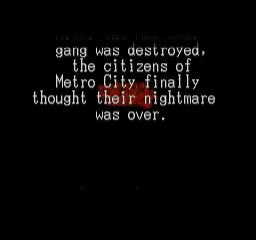 gang was destroyed,
the citizens of
Metro City finally
thought their nightmare
was over.